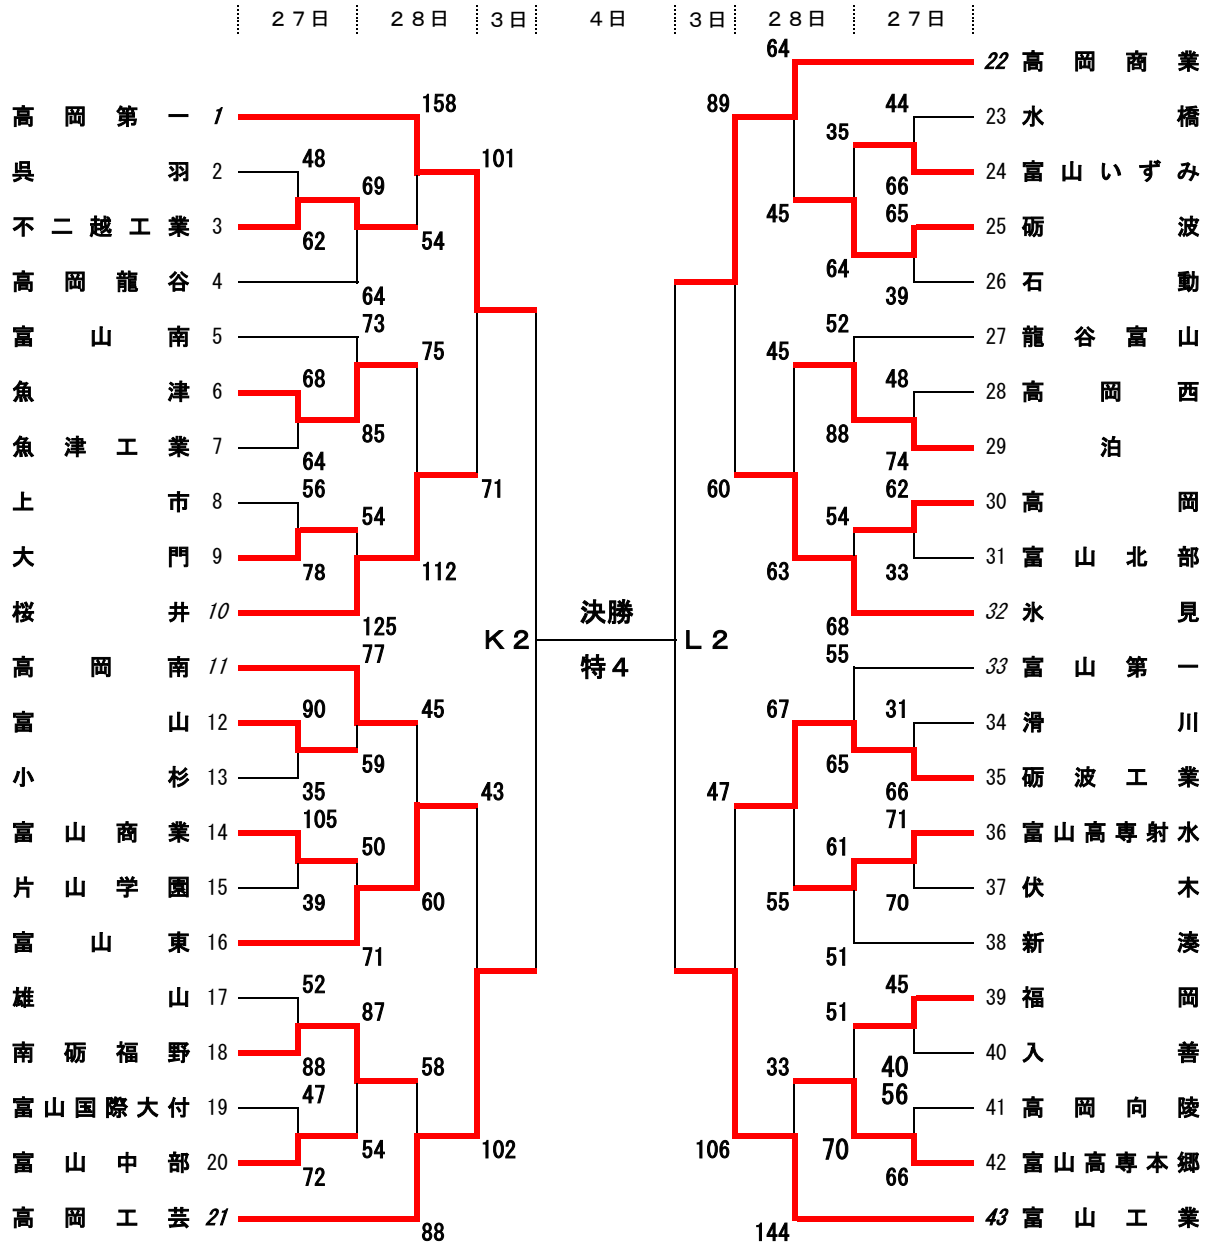 27日 28日 3日 4日 3日 28日 27日
64
22 高岡商業
158 89 44
高岡第一 1 23 水橋
35
48 101
呉羽 2 24 富山いずみ
69 66
45 65
不二越工業 3 25 砺波
62 54
64
高岡龍谷 4 26 石動
64 39
73 52
富山南 5 27 龍谷富山
75 45
68 48
魚津 6 28 高岡西
85 88
魚津工業 7 29 泊
64 74
56 71 60 62
上市 8 30 高岡
54 54
大門 9 31 富山北部
78 112 63 33
桜井 10 決勝 32 氷見
125 68
K2 L2
77 55
高岡南 11 特4 33 富山第一
90 45 67 31
富山 12 34 滑川
59 65
小杉 13 35 砺波工業
35 43 47 66
105 71
富山商業 14 36 富山高専射水
50 61
片山学園 15 37 伏木
39 60 55 70
富山東 16 38 新湊
71 51
52 45
雄山 17 39 福岡
87 51
南砺福野 18 40 入善
88 58 33 40
47 56
富山国際大付 19 41 高岡向陵
54 102 106 70
富山中部 20 42 富山高専本郷
72 66
高岡工芸 21 43 富山工業
88 144